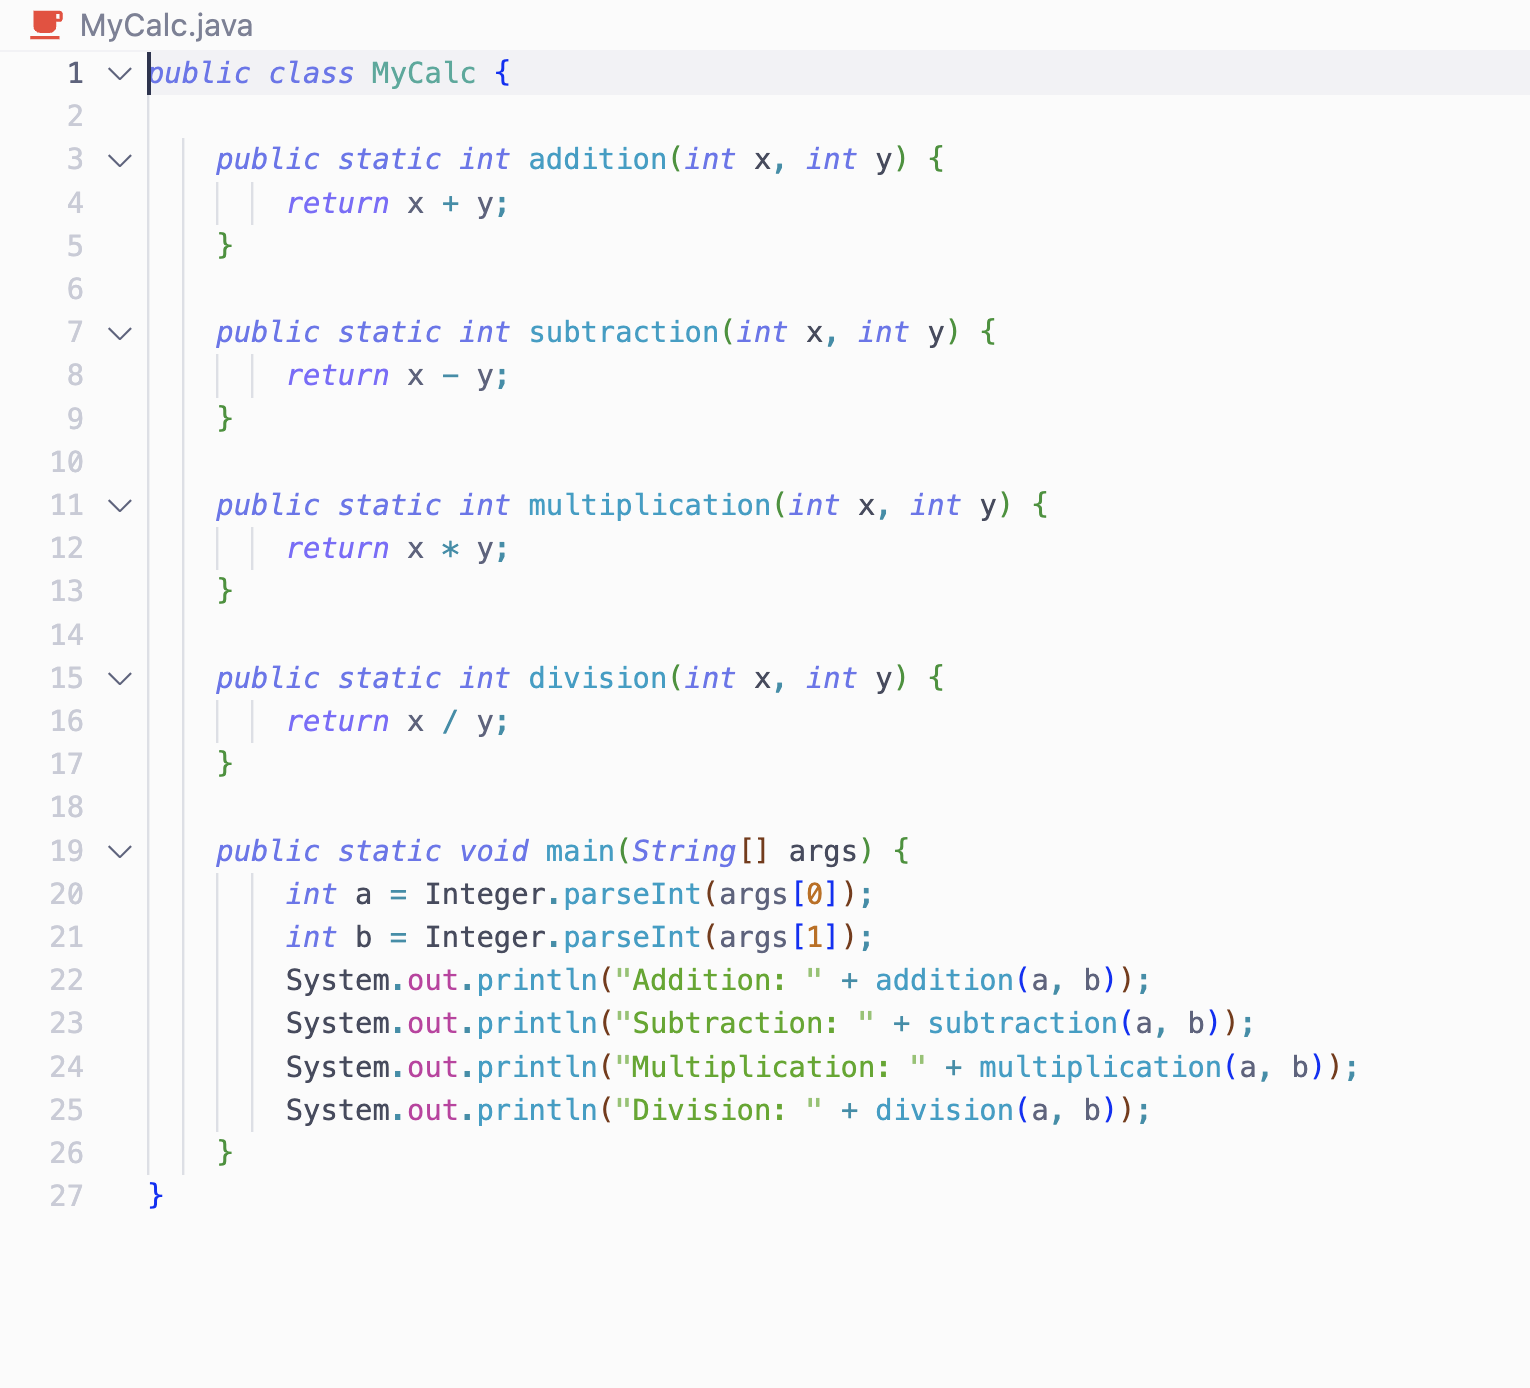 MyCalc.java
1 public class MyCalc {
2
3     public static int addition(int x, int y) {
4         return x + y;
5     }
6
7     public static int subtraction(int x, int y) {
8         return x - y;
9     }
10
11     public static int multiplication(int x, int y) {
12         return x * y;
13     }
14
15     public static int division(int x, int y) {
16         return x / y;
17     }
18
19     public static void main(String[] args) {
20         int a = Integer.parseInt(args[0]);
21         int b = Integer.parseInt(args[1]);
22         System.out.println("Addition: " + addition(a, b));
23         System.out.println("Subtraction: " + subtraction(a, b));
24         System.out.println("Multiplication: " + multiplication(a, b));
25         System.out.println("Division: " + division(a, b));
26     }
27 }